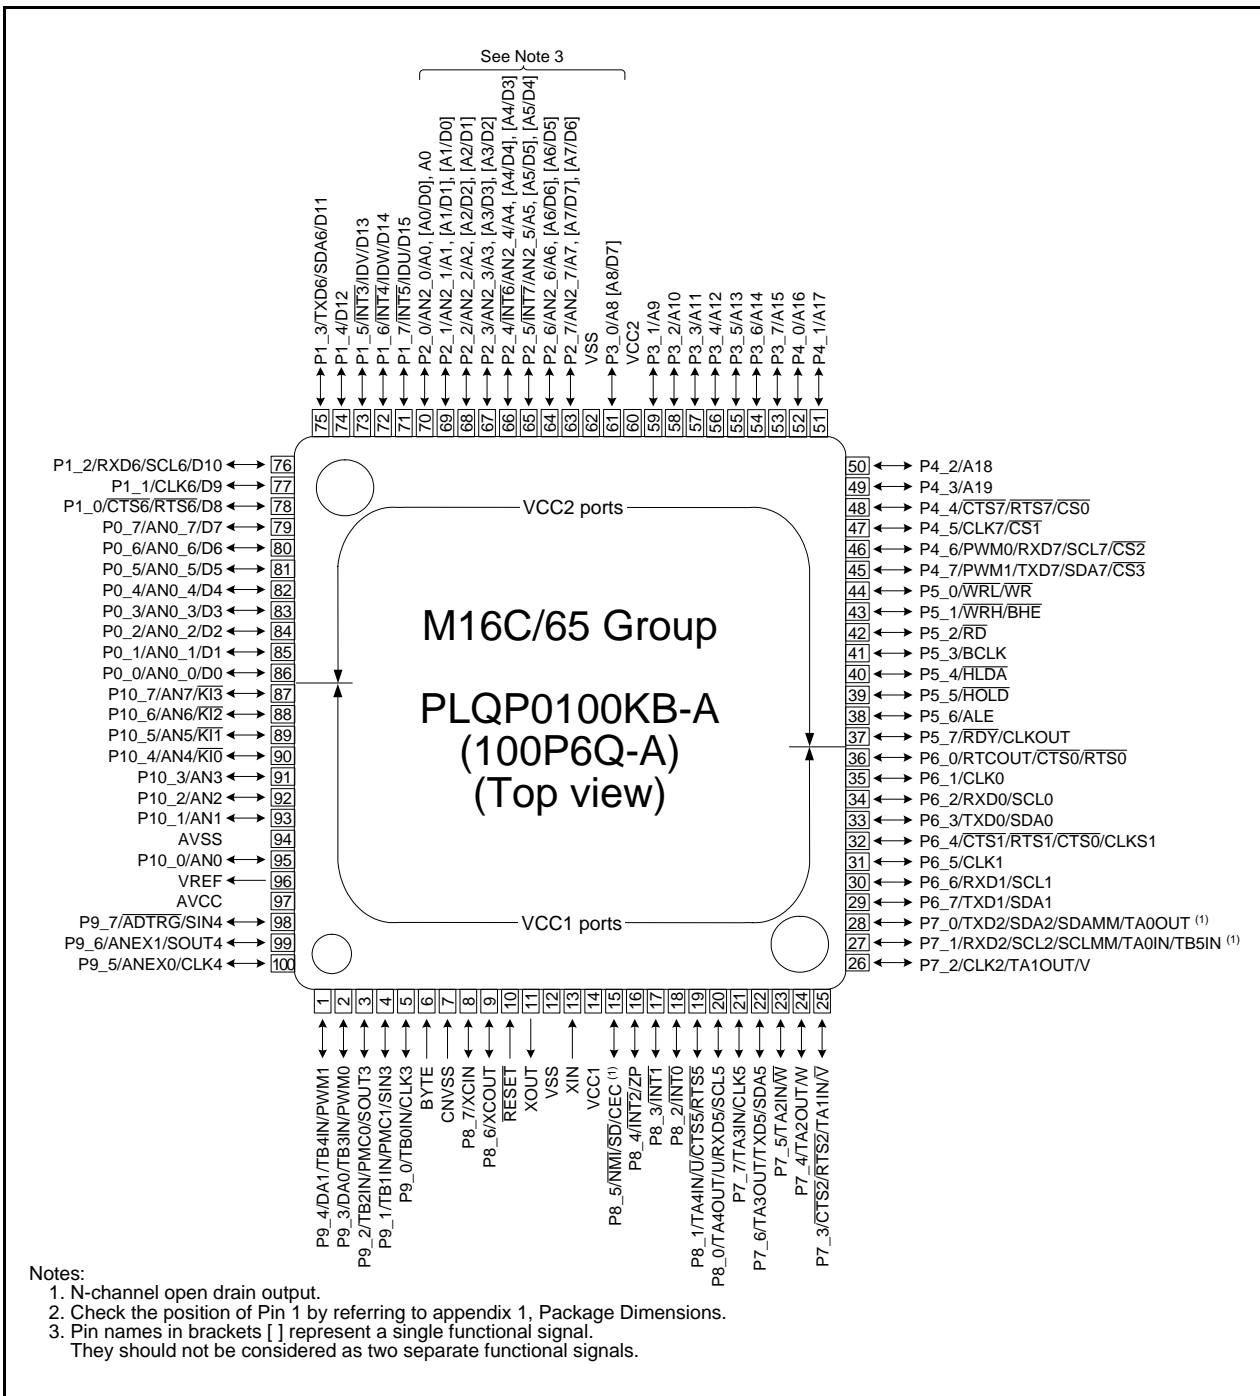 See Note 3
P1_3/TXD6/SDA6/D11
P1_4/D12
P1_5/INT3/IDV/D13
P1_6/INT4/IDW/D14
P1_7/INT5/IDU/D15
P2_0/AN2_0/A0, [A0/D0], A0
P2_1/AN2_1/A1, [A1/D1], [A1/D0]
P2_2/AN2_2/A2, [A2/D2], [A2/D1]
P2_3/AN2_3/A3, [A3/D3], [A3/D2]
P2_4/INT6/AN2_4/A4, [A4/D4], [A4/D3]
P2_5/INT7/AN2_5/A5, [A5/D5], [A5/D4]
P2_6/AN2_6/A6, [A6/D6], [A6/D5]
P2_7/AN2_7/A7, [A7/D7], [A7/D6]
VSS
P3_0/A8 [A8/D7]
VCC2
P3_1/A9
P3_2/A10
P3_3/A11
P3_4/A12
P3_5/A13
P3_6/A14
P3_7/A15
P4_0/A16
P4_1/A17
75 74 73 72 71 70 69 68 67 66 65 64 63 62 61 60 59 58 57 56 55 54 53 52 51
P1_2/RXD6/SCL6/D10 76
P1_1/CLK6/D9 77
P1_0/CTS6/RTS6/D8 78
P0_7/AN0_7/D7 79
P0_6/AN0_6/D6 80
P0_5/AN0_5/D5 81
P0_4/AN0_4/D4 82
P0_3/AN0_3/D3 83
P0_2/AN0_2/D2 84
P0_1/AN0_1/D1 85
P0_0/AN0_0/D0 86
P10_7/AN7/KI3 87
P10_6/AN6/KI2 88
P10_5/AN5/KI1 89
P10_4/AN4/KI0 90
P10_3/AN3 91
P10_2/AN2 92
P10_1/AN1 93
AVSS 94
P10_0/AN0 95
VREF 96
AVCC 97
P9_7/ADTRG/SIN4 98
P9_6/ANEX1/SOUT4 99
P9_5/ANEX0/CLK4 100
VCC2 ports
M16C/65 Group
PLQP0100KB-A
(100P6Q-A)
(Top view)
VCC1 ports
50 P4_2/A18
49 P4_3/A19
48 P4_4/CTS7/RTS7/CS0
47 P4_5/CLK7/CS1
46 P4_6/PWM0/RXD7/SCL7/CS2
45 P4_7/PWM1/TXD7/SDA7/CS3
44 P5_0/WRL/WR
43 P5_1/WRH/BHE
42 P5_2/RD
41 P5_3/BCLK
40 P5_4/HLDA
39 P5_5/HOLD
38 P5_6/ALE
37 P5_7/RDY/CLKOUT
36 P6_0/RTCOUT/CTS0/RTS0
35 P6_1/CLK0
34 P6_2/RXD0/SCL0
33 P6_3/TXD0/SDA0
32 P6_4/CTS1/RTS1/CTS0/CLKS1
31 P6_5/CLK1
30 P6_6/RXD1/SCL1
29 P6_7/TXD1/SDA1
28 P7_0/TXD2/SDA2/SDAMM/TA0OUT (1)
27 P7_1/RXD2/SCL2/SCLMM/TA0IN/TB5IN (1)
26 P7_2/CLK2/TA1OUT/V
1 2 3 4 5 6 7 8 9 10 11 12 13 14 15 16 17 18 19 20 21 22 23 24 25
P9_4/DA1/TB4IN/PWM1
P9_3/DA0/TB3IN/PWM0
P9_2/TB2IN/PMC0/SOUT3
P9_1/TB1IN/PMC1/SIN3
P9_0/TB0IN/CLK3
BYTE
CNVSS
P8_7/XCIN
P8_6/XCOUT
RESET
XOUT
VSS
XIN
VCC1
P8_5/NMI/SD/CEC (1)
P8_4/INT2/ZP
P8_3/INT1
P8_2/INT0
P8_1/TA4IN/U/CTS5/RTS5
P8_0/TA4OUT/U/RXD5/SCL5
P7_7/TA3IN/CLK5
P7_6/TA3OUT/TXD5/SDA5
P7_5/TA2IN/W
P7_4/TA2OUT/W
P7_3/CTS2/RTS2/TA1IN/V
Notes:
1. N-channel open drain output.
2. Check the position of Pin 1 by referring to appendix 1, Package Dimensions.
3. Pin names in brackets [ ] represent a single functional signal.
They should not be considered as two separate functional signals.